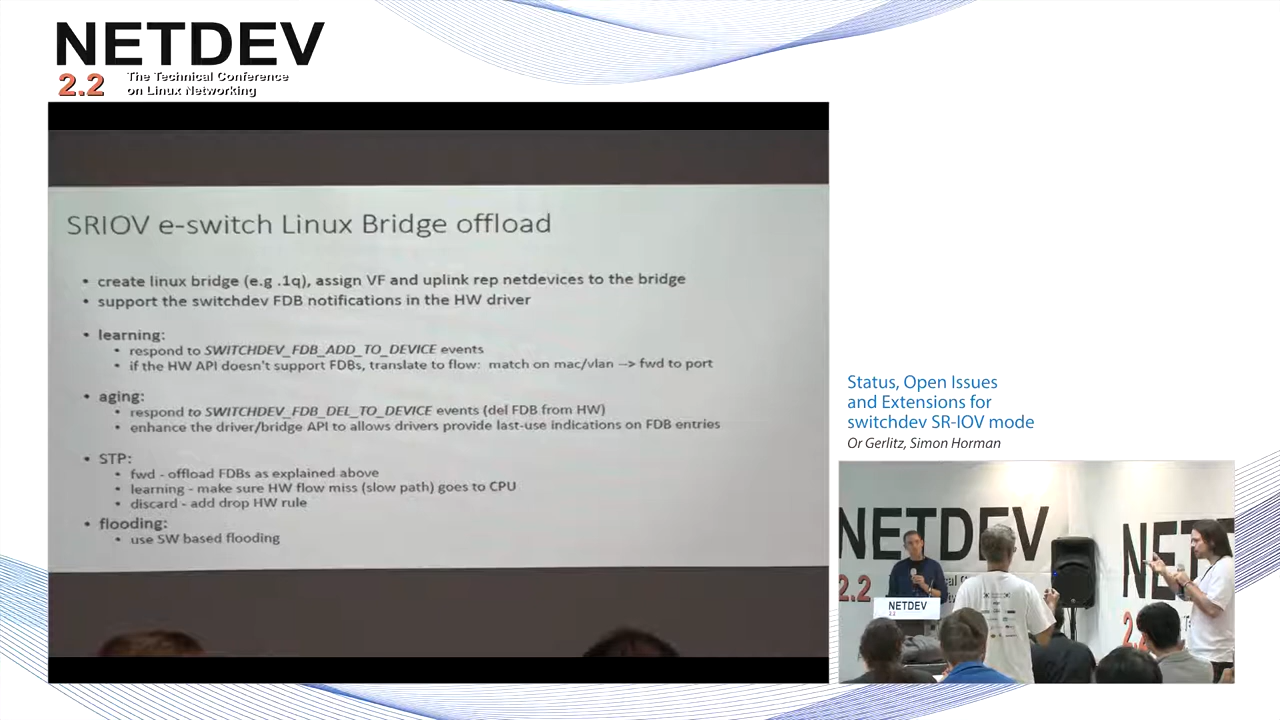 NETDEV
2.2
The Technical Conference
on Linux Networking
SRIOV e-switch Linux Bridge offload
• create linux bridge (e.g .1q), assign VF and uplink rep netdevices to the bridge
• support the switchdev FDB notifications in the HW driver
• learning:
• respond to SWITCHDEV_FDB_ADD_TO_DEVICE events
• if the HW API doesn't support FDBs, translate to flow: match on mac/vlan --> fwd to port
• aging:
• respond to SWITCHDEV_FDB_DEL_TO_DEVICE events (del FDB from HW)
• enhance the driver/bridge API to allows drivers provide last-use indications on FDB entries
• STP:
• fwd - offload FDBs as explained above
• learning - make sure HW flow miss (slow path) goes to CPU
• discard - add drop HW rule
• flooding:
• use SW based flooding
Status, Open Issues
and Extensions for
switchdev SR-IOV mode
Or Gerlitz, Simon Horman
NETDEV
2.2
NETDEV
2.2